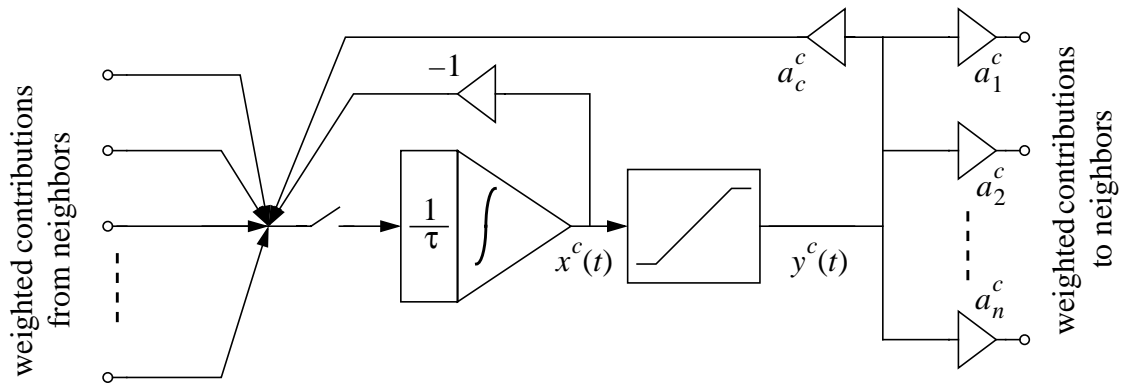 weighted contributions
from neighbors
−1
1
τ
∫
x^c(t)
y^c(t)
a_c^c
a_1^c
a_2^c
a_n^c
weighted contributions
to neighbors